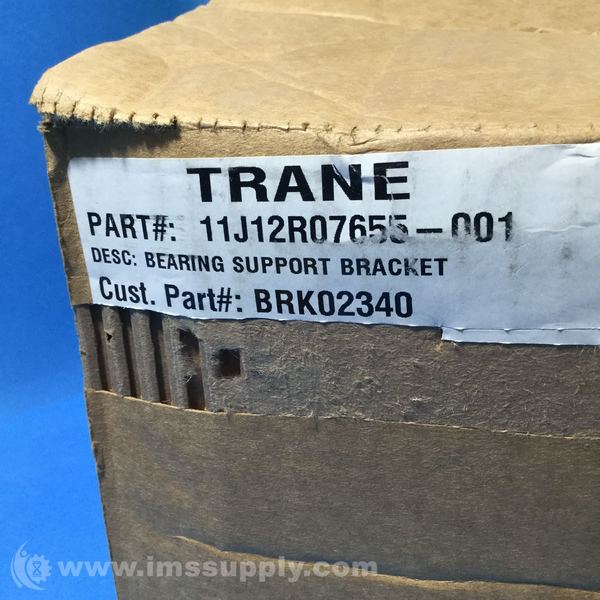 TRANE
PART#: 11J12R07655-001
DESC: BEARING SUPPORT BRACKET
Cust. Part#: BRK02340
www.imssupply.com